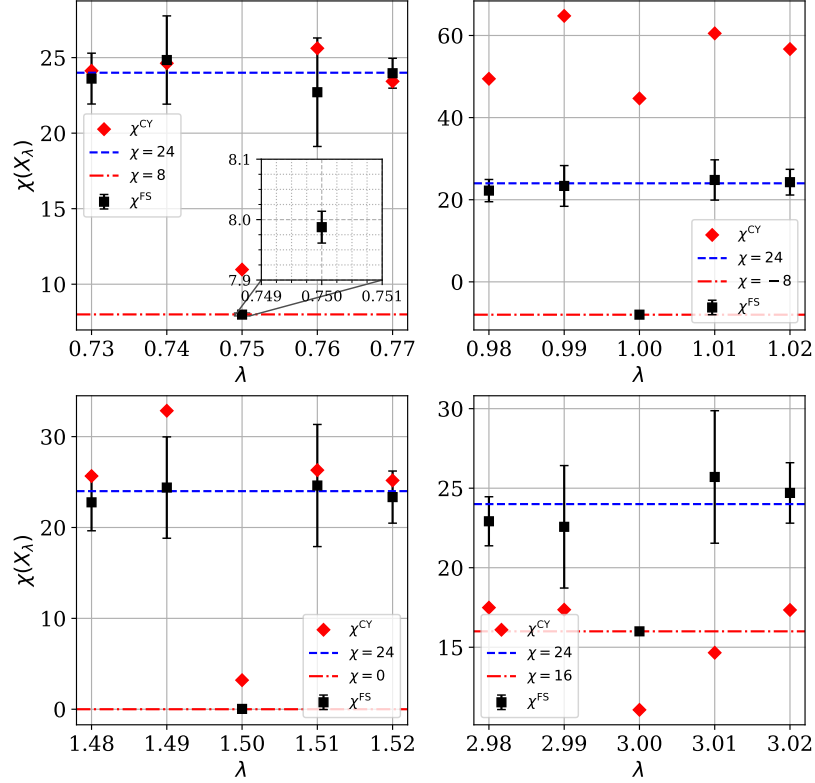 χ(X_λ)
25
20
15
10
χ^CY
χ = 24
χ = 8
χ^FS
8.1
8.0
7.9
0.749 0.750 0.751
0.73 0.74 0.75 0.76 0.77
λ
60
40
20
0
χ^CY
χ = 24
χ = −8
χ^FS
0.98 0.99 1.00 1.01 1.02
λ
χ(X_λ)
30
20
10
0
χ^CY
χ = 24
χ = 0
χ^FS
1.48 1.49 1.50 1.51 1.52
λ
30
25
20
15
χ^CY
χ = 24
χ = 16
χ^FS
2.98 2.99 3.00 3.01 3.02
λ